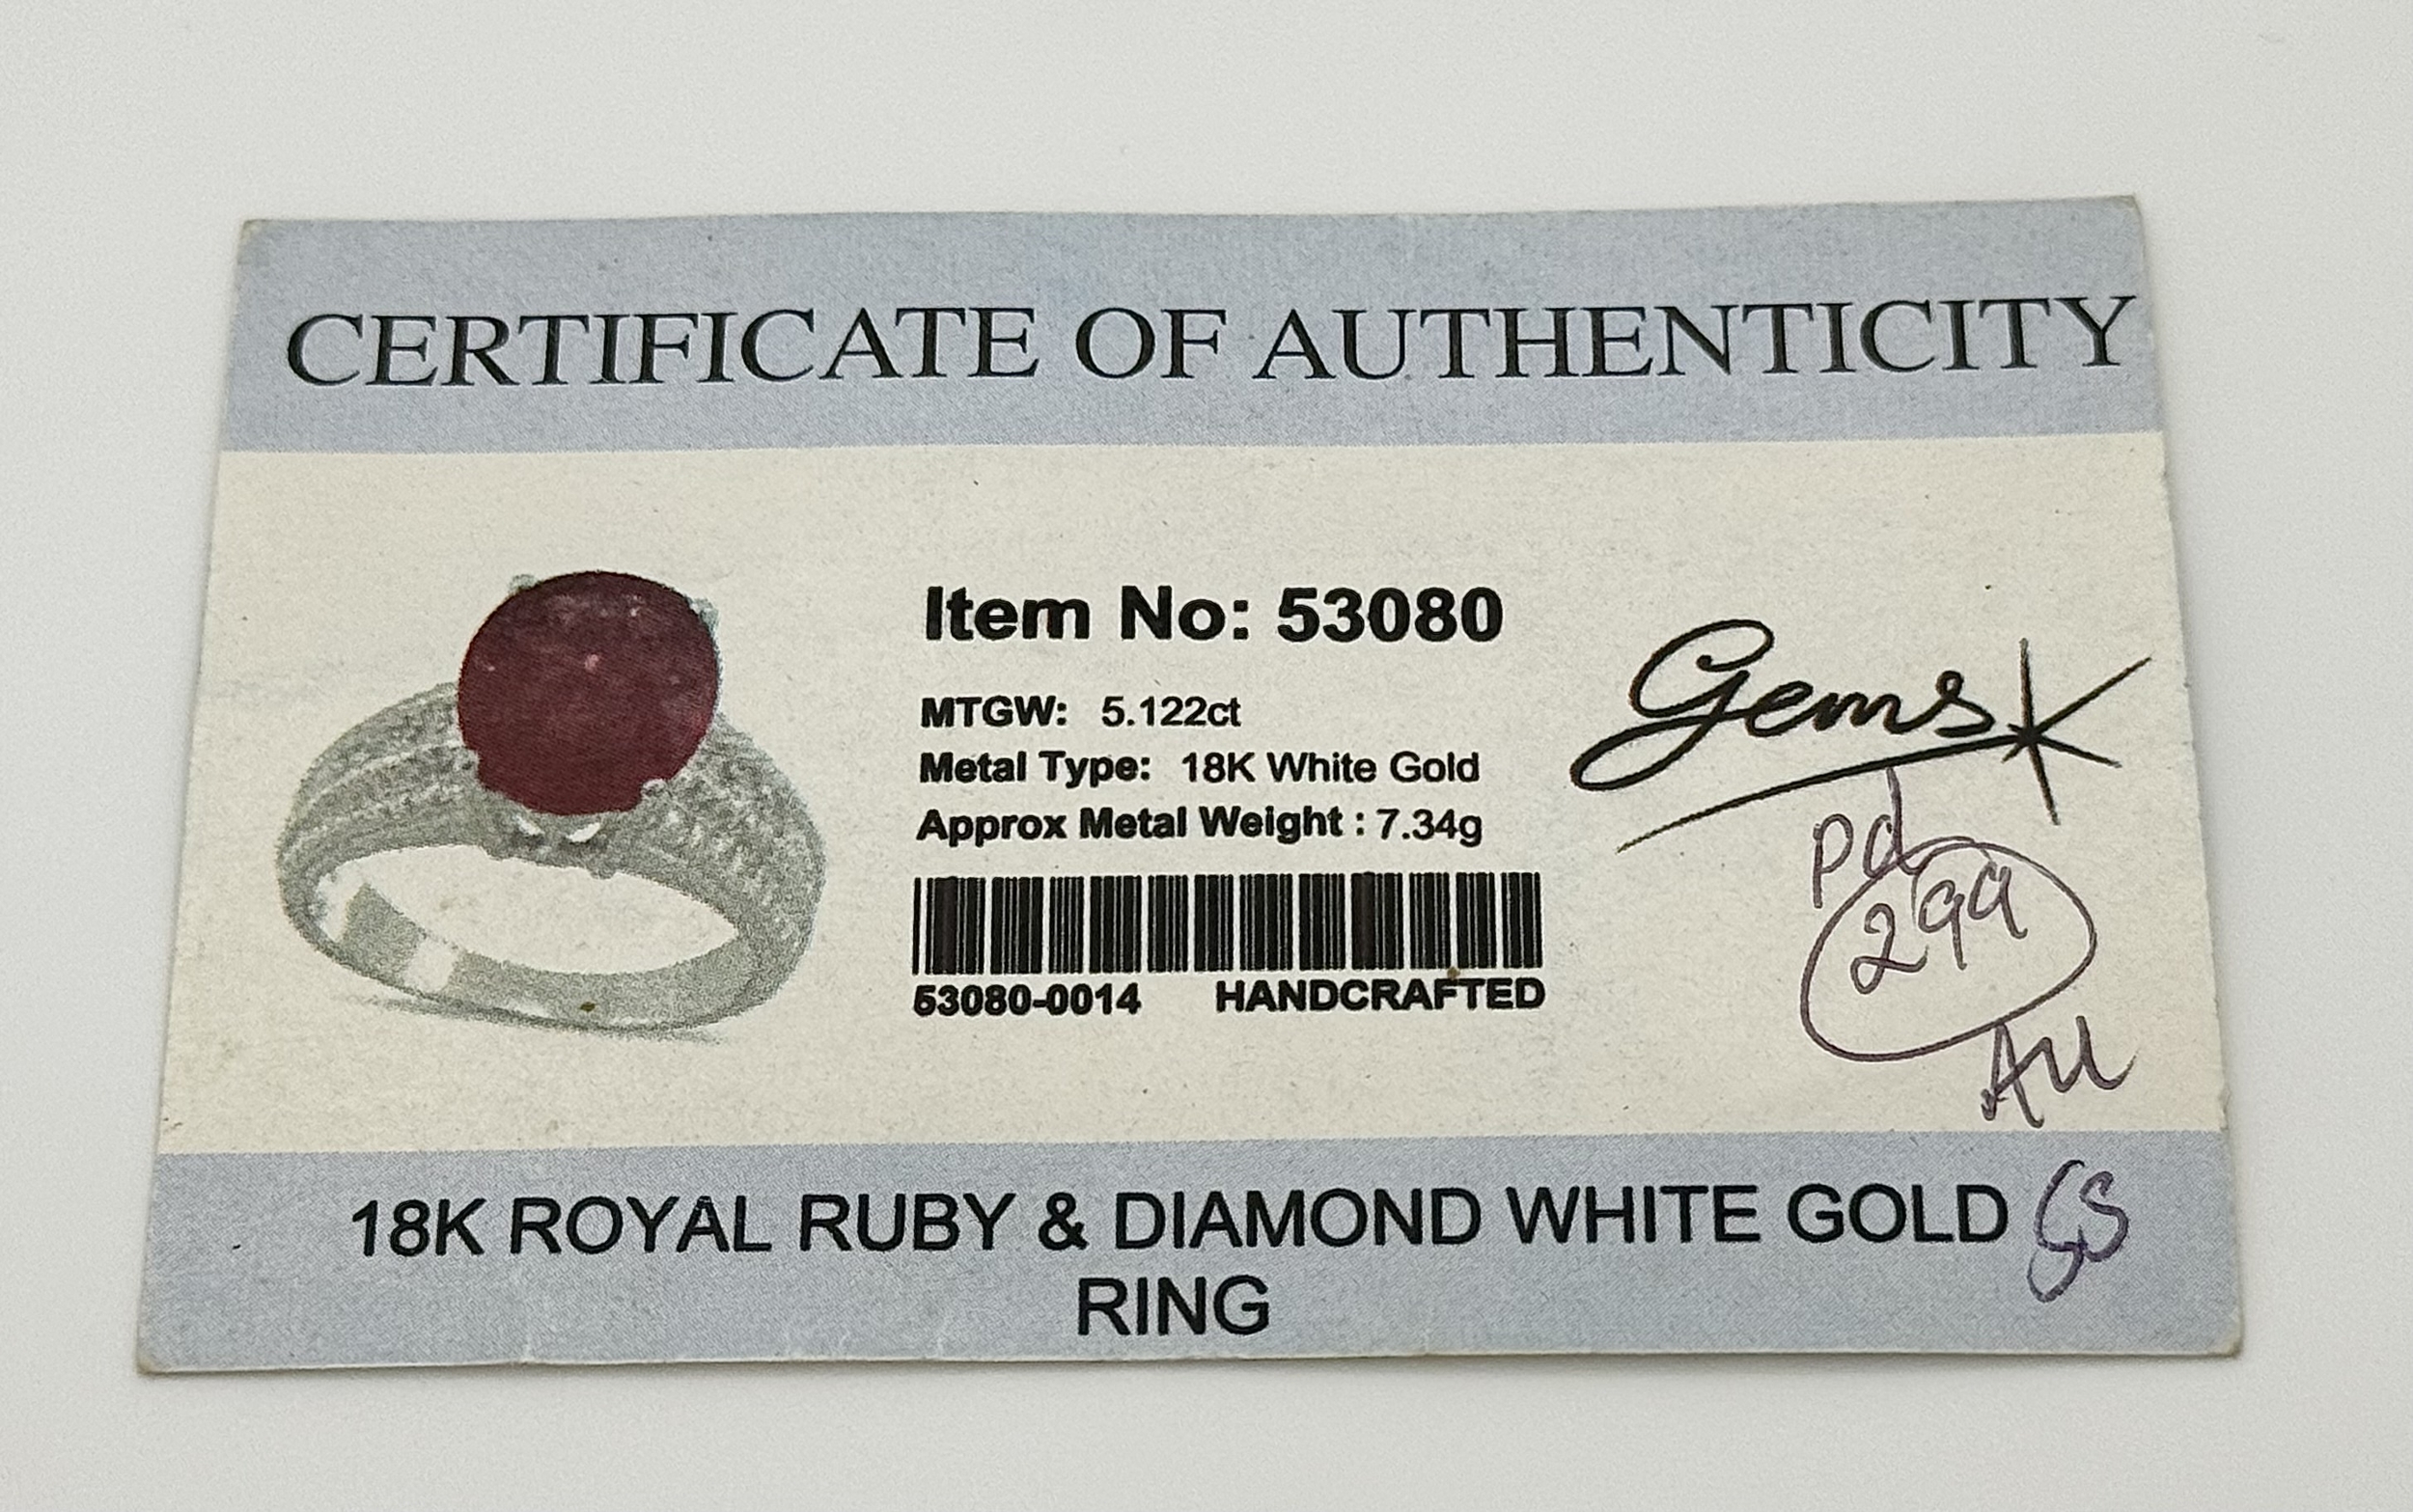 CERTIFICATE OF AUTHENTICITY
Item No: 53080
MTGW: 5.122ct
Metal Type: 18K White Gold
Approx Metal Weight : 7.34g
53080-0014 HANDCRAFTED
Gems
Pd
299
AU
18K ROYAL RUBY & DIAMOND WHITE GOLD
RING